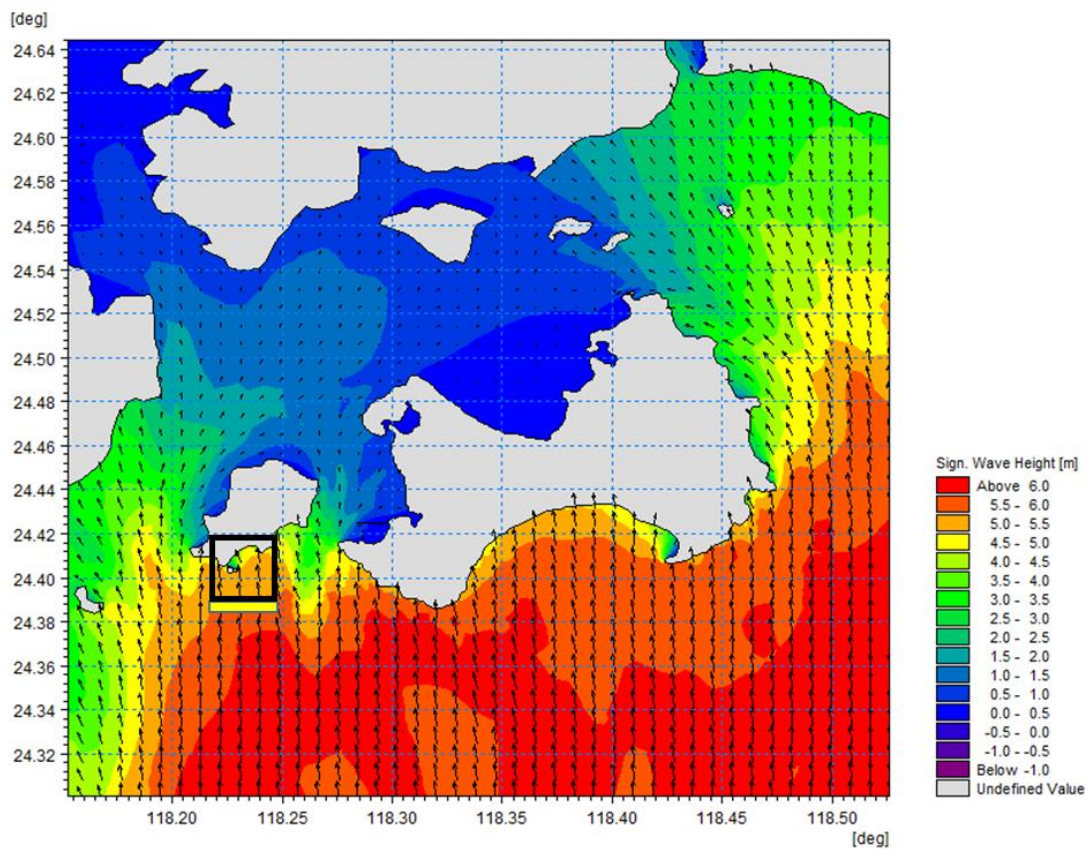 [deg]
24.64
24.62
24.60
24.58
24.56
24.54
24.52
24.50
24.48
24.46
24.44
24.42
24.40
24.38
24.36
24.34
24.32
118.20 118.25 118.30 118.35 118.40 118.45 118.50
[deg]
Sign. Wave Height [m]
Above 6.0
5.5 - 6.0
5.0 - 5.5
4.5 - 5.0
4.0 - 4.5
3.5 - 4.0
3.0 - 3.5
2.5 - 3.0
2.0 - 2.5
1.5 - 2.0
1.0 - 1.5
0.5 - 1.0
0.0 - 0.5
-0.5 - 0.0
-1.0 - -0.5
Below -1.0
Undefined Value